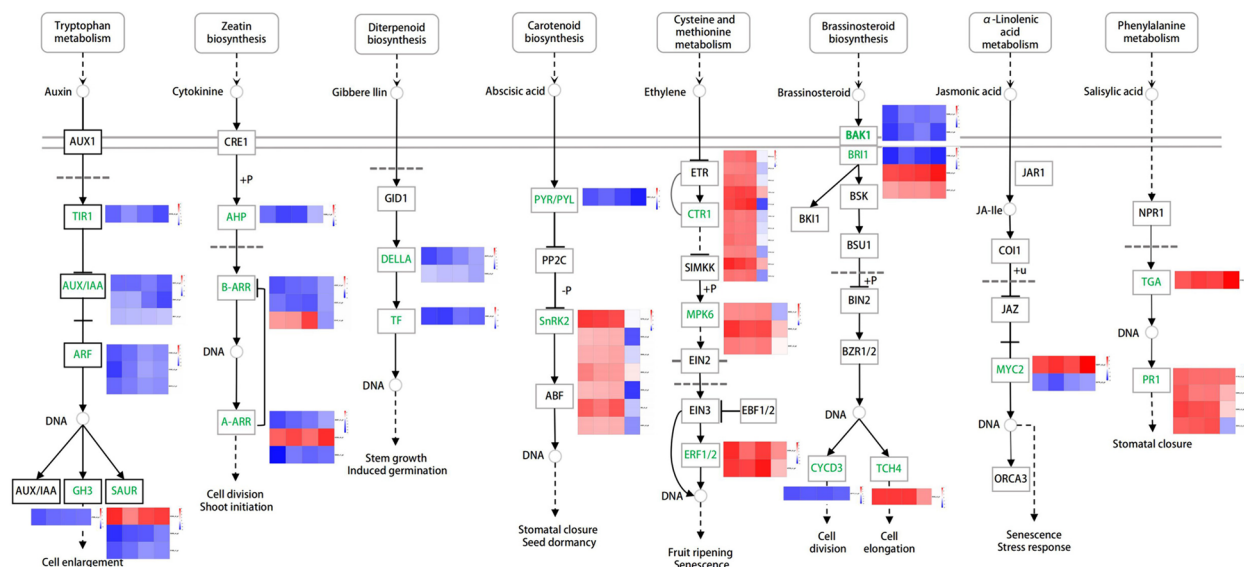 Tryptophan
metabolism
Zeatin
biosynthesis
Diterpenoid
biosynthesis
Carotenoid
biosynthesis
Cysteine and
methionine
metabolism
Brassinosteroid
biosynthesis
α-Linolenic
acid
metabolism
Phenylalanine
metabolism
Auxin
Cytokinine
Gibbere llin
Abscisic acid
Ethylene
Brassinosteroid
Jasmonic acid
Salisylic acid
AUX1
TIR1
AUX/IAA
ARF
DNA
AUX/IAA
GH3
SAUR
Cell enlargement
CRE1
+P
AHP
B-ARR
DNA
A-ARR
Cell division
Shoot initiation
GID1
DELLA
TF
DNA
Stem growth
Induced germination
PYR/PYL
PP2C
-P
SnRK2
ABF
DNA
Stomatal closure
Seed dormancy
ETR
CTR1
SIMKK
+P
MPK6
EIN2
EIN3
EBF1/2
ERF1/2
DNA
Fruit ripening
Senescence
BAK1
BRI1
BKI1
BSK
BSU1
+P
BIN2
BZR1/2
DNA
CYCD3
TCH4
Cell
division
Cell
elongation
JAR1
JA-Ile
COI1
+u
JAZ
MYC2
DNA
ORCA3
Senescence
Stress response
NPR1
TGA
DNA
PR1
Stomatal closure